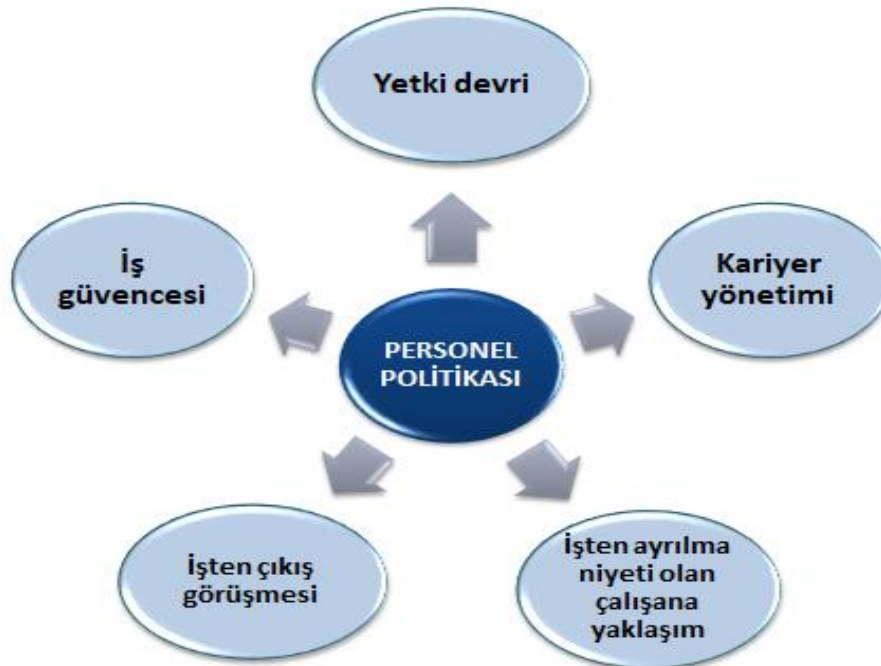 Yetki devri
İş
güvencesi
Kariyer
yönetimi
PERSONEL
POLİTİKASI
İşten çıkış
görüşmesi
İşten ayrılma
niyeti olan
çalışana
yaklaşım